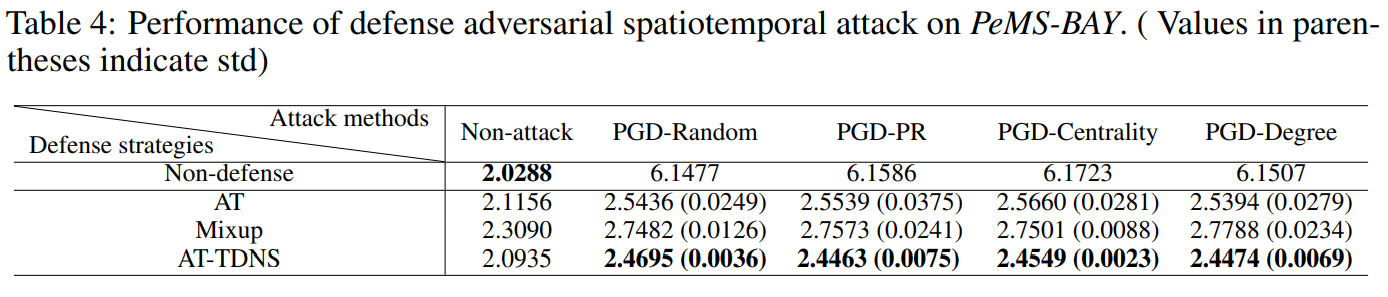 Table 4: Performance of defense adversarial spatiotemporal attack on PeMS-BAY. ( Values in paren-
theses indicate std)
Attack methods
Defense strategies
Non-attack PGD-Random PGD-PR PGD-Centrality PGD-Degree
Non-defense 2.0288 6.1477 6.1586 6.1723 6.1507
AT 2.1156 2.5436 (0.0249) 2.5539 (0.0375) 2.5660 (0.0281) 2.5394 (0.0279)
Mixup 2.3090 2.7482 (0.0126) 2.7573 (0.0241) 2.7501 (0.0088) 2.7788 (0.0234)
AT-TDNS 2.0935 2.4695 (0.0036) 2.4463 (0.0075) 2.4549 (0.0023) 2.4474 (0.0069)